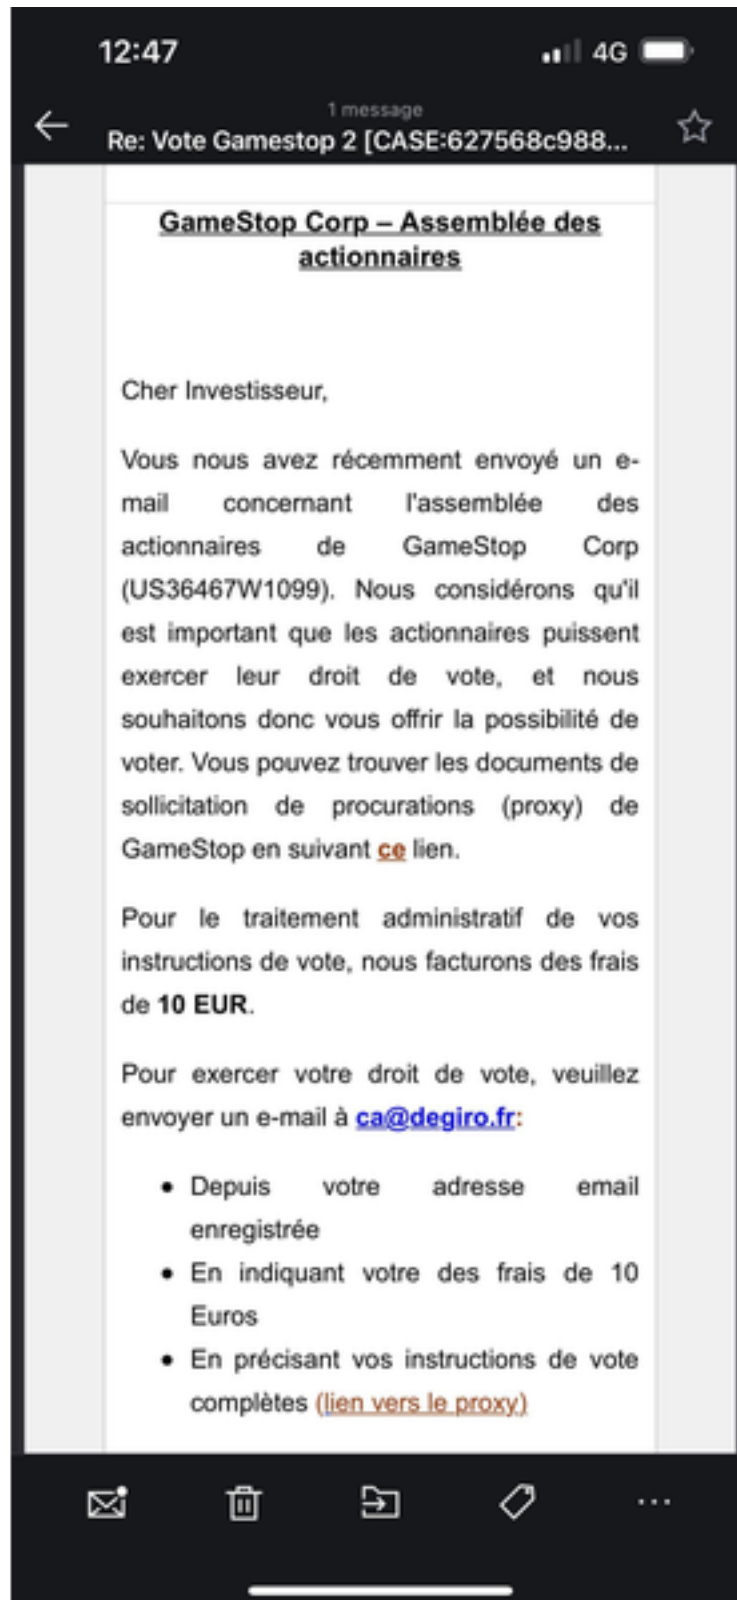 12:47
4G
1 message
Re: Vote Gamestop 2 [CASE:627568c988...
GameStop Corp – Assemblée des
actionnaires
Cher Investisseur,
Vous nous avez récemment envoyé un e-
mail concernant l'assemblée des
actionnaires de GameStop Corp
(US36467W1099). Nous considérons qu'il
est important que les actionnaires puissent
exercer leur droit de vote, et nous
souhaitons donc vous offrir la possibilité de
voter. Vous pouvez trouver les documents de
sollicitation de procurations (proxy) de
GameStop en suivant ce lien.
Pour le traitement administratif de vos
instructions de vote, nous facturons des frais
de 10 EUR.
Pour exercer votre droit de vote, veuillez
envoyer un e-mail à ca@degiro.fr:
• Depuis votre adresse email
enregistrée
• En indiquant votre des frais de 10
Euros
• En précisant vos instructions de vote
complètes (lien vers le proxy)